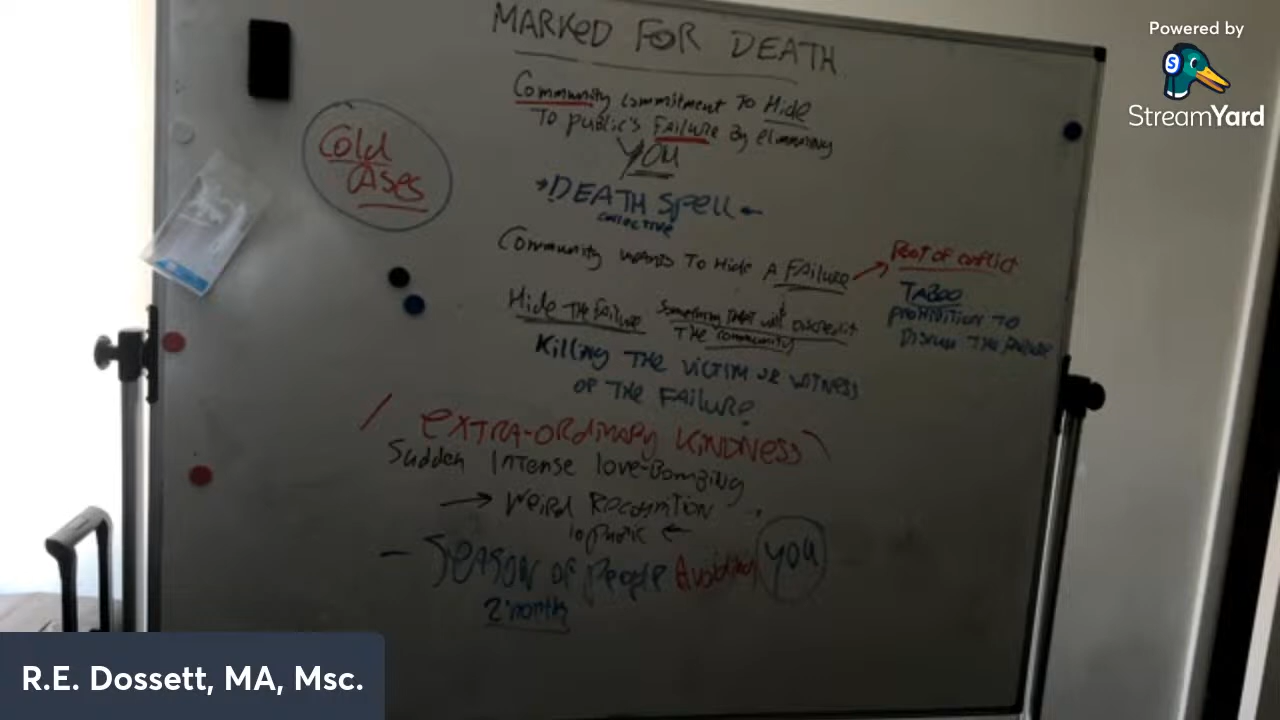 MARKED FOR DEATH
Community commitment TO Hide
To public's FAILURE By
YOU
DEATH Spell
collective
Cold
CASes
Community wants To Hide A FAILURE
Root of conflict
TABOO
PROHIBITION TO
THE FAILURE
Hide THE FAILURE
Something THAT will discredit
THE community
Killing THE VICTIM OR WITNESS
OF THE FAILURE
EXTRA-ORDINARY KINDNESS
Sudden Intense love-BOMBING
Weird Recognition
SEASON OF People Avoiding YOU
2 month
R.E. Dossett, MA, Msc.
Powered by
StreamYard